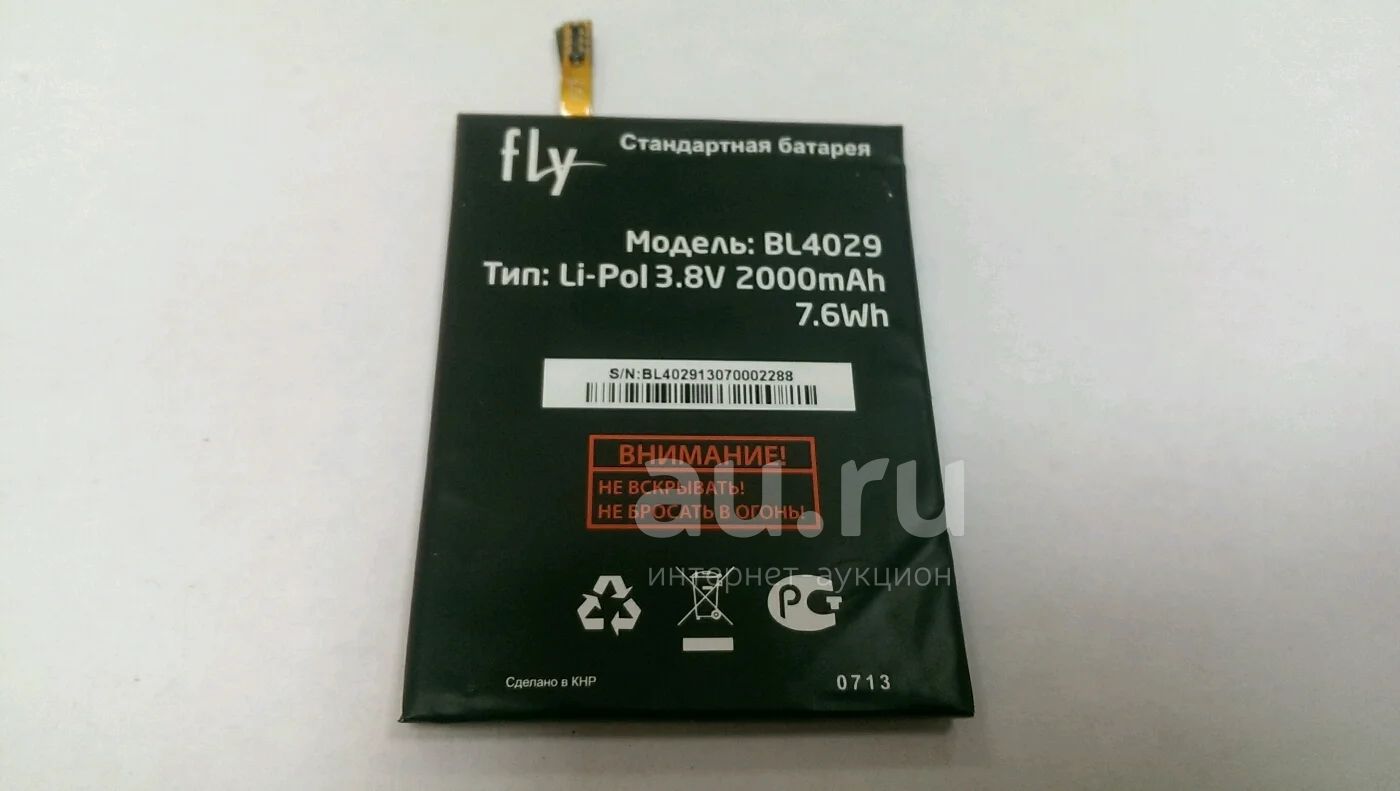 fly
Стандартная батарея
Модель: BL4029
Тип: Li-Pol 3.8V 2000mAh
7.6Wh
S/N:BL402913070002288
ВНИМАНИЕ!
НЕ ВСКРЫВАТЬ!
НЕ БРОСАТЬ В ОГОНЬ!
au.ru
интернет-аукцион
РСТ
Сделано в КНР
0713